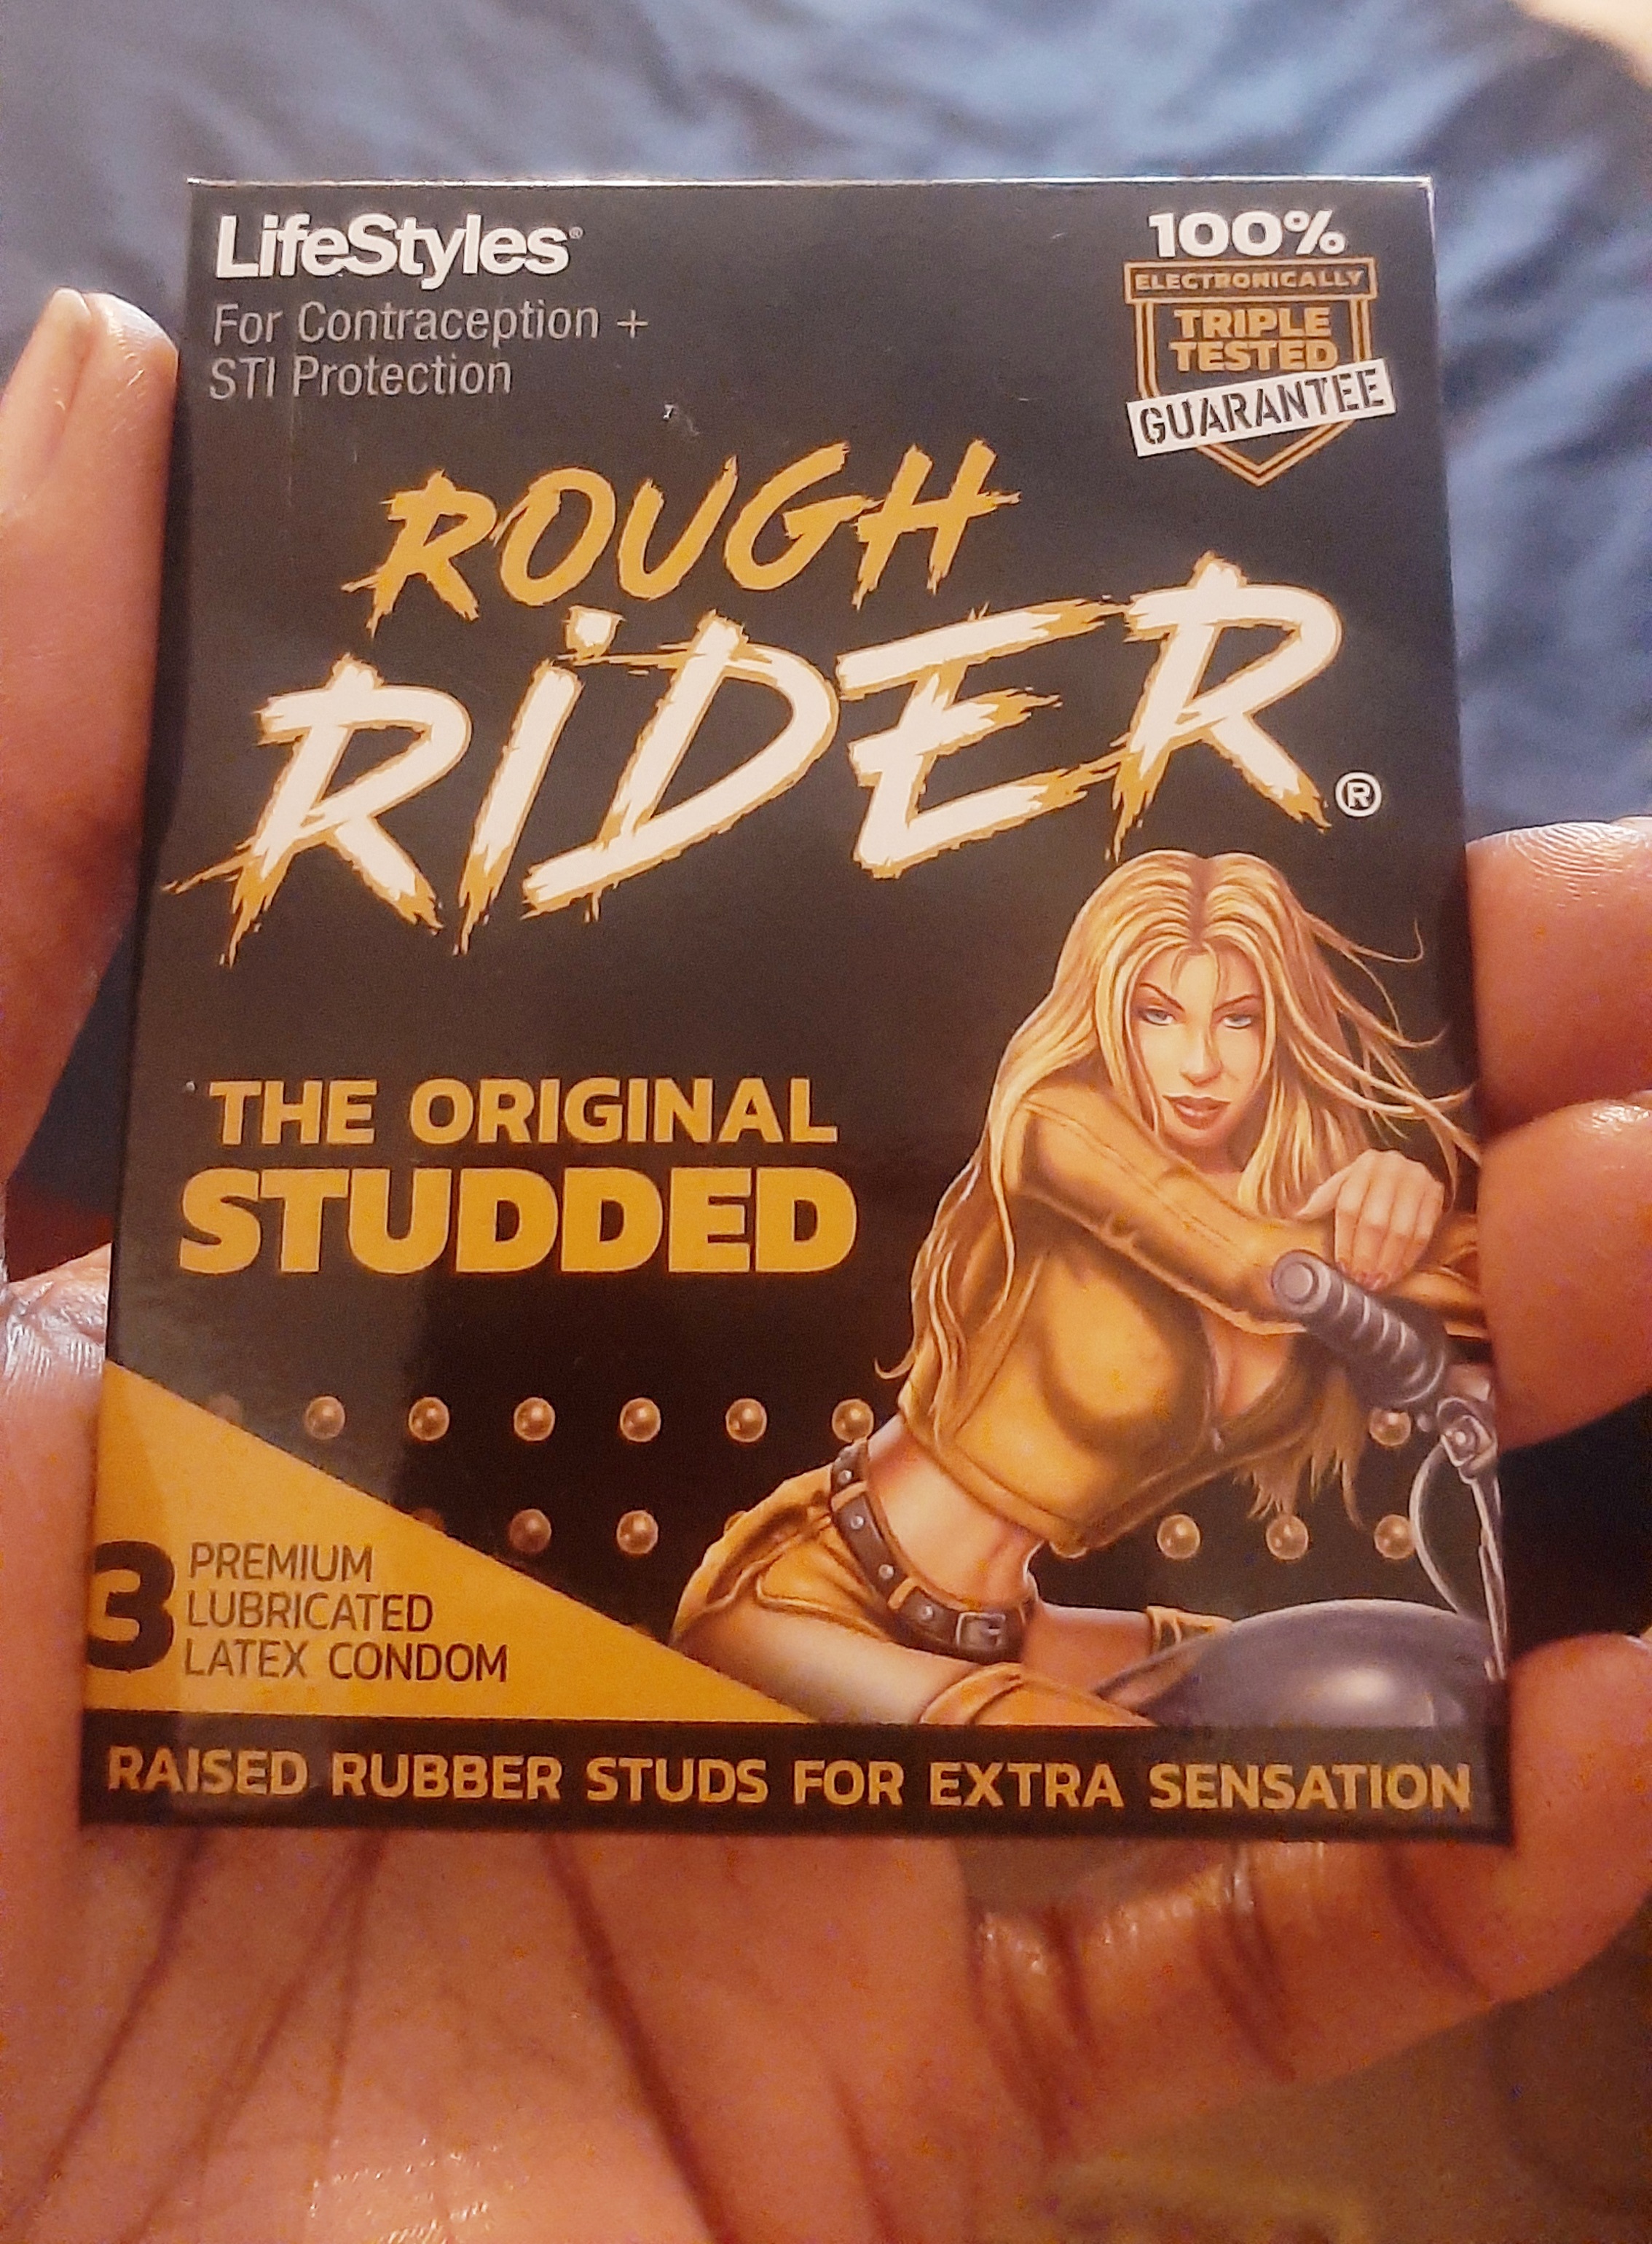 LifeStyles®
For Contraception +
STI Protection
100%
ELECTRONICALLY
TRIPLE
TESTED
GUARANTEE
ROUGH
RiDER®
THE ORIGINAL
STUDDED
3 PREMIUM
LUBRICATED
LATEX CONDOM
RAISED RUBBER STUDS FOR EXTRA SENSATION